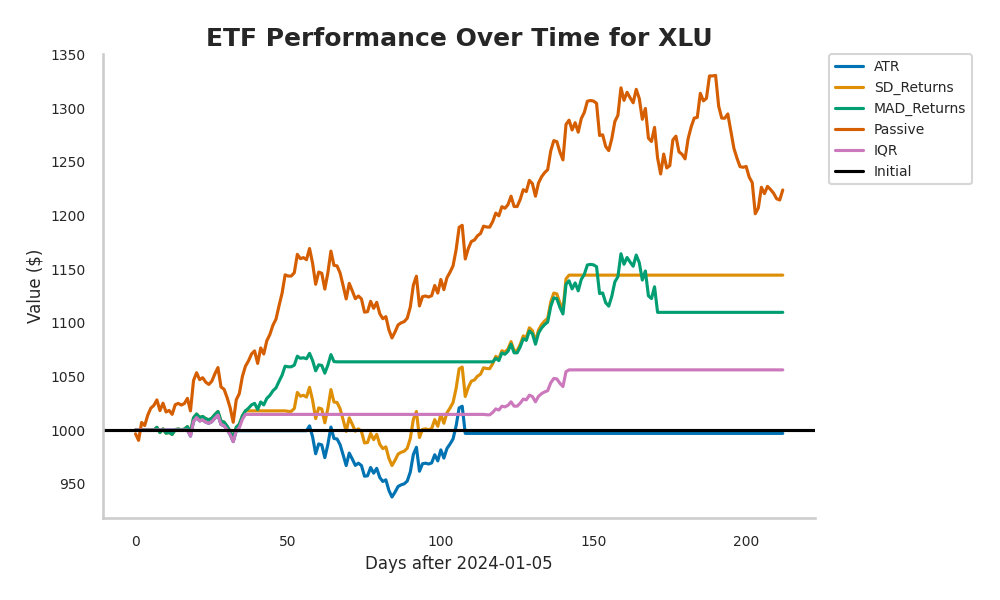 ETF Performance Over Time for XLU
1350
1300
1250
1200
1150
1100
1050
1000
950
Value ($)
0 50 100 150 200
Days after 2024-01-05
ATR
SD_Returns
MAD_Returns
Passive
IQR
Initial